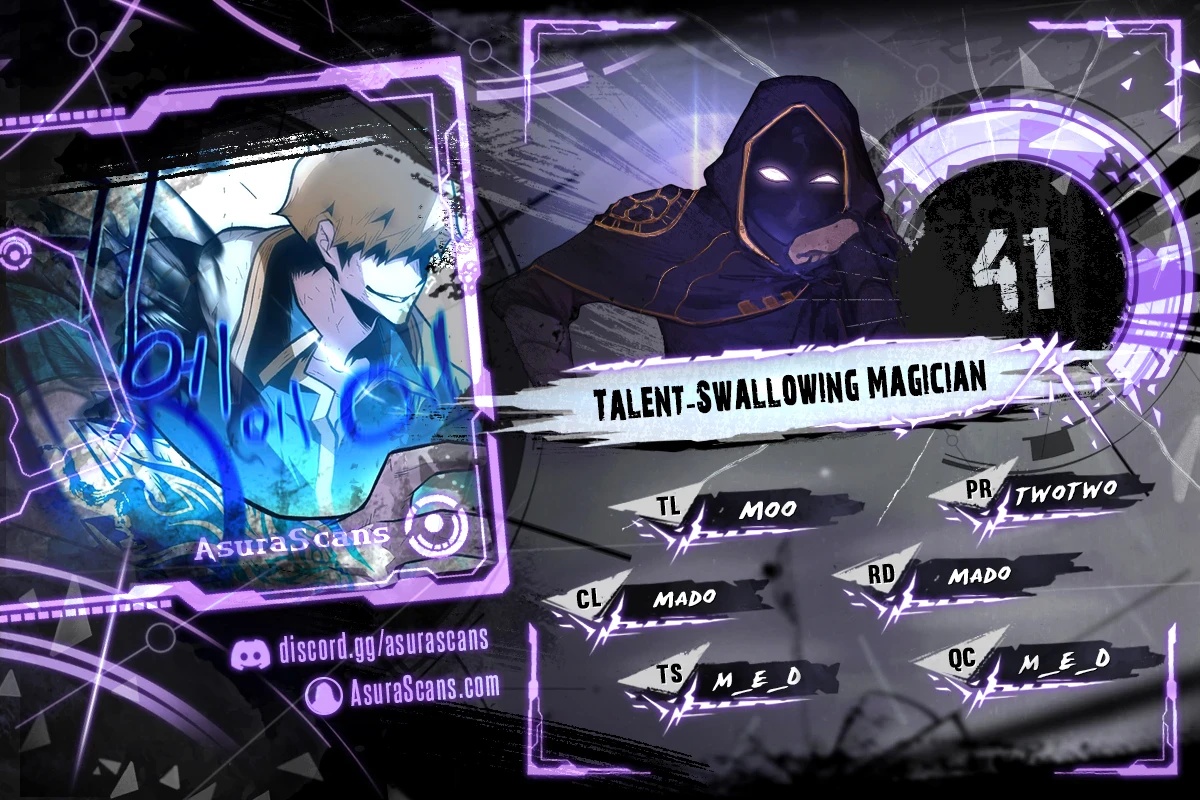 41
TALENT-SWALLOWING MAGICIAN
AsuraScans
TL MOO
PR TWOTWO
CL MADO
RD MADO
TS M_E_D
QC M_E_D
discord.gg/asurascans
AsuraScans.com